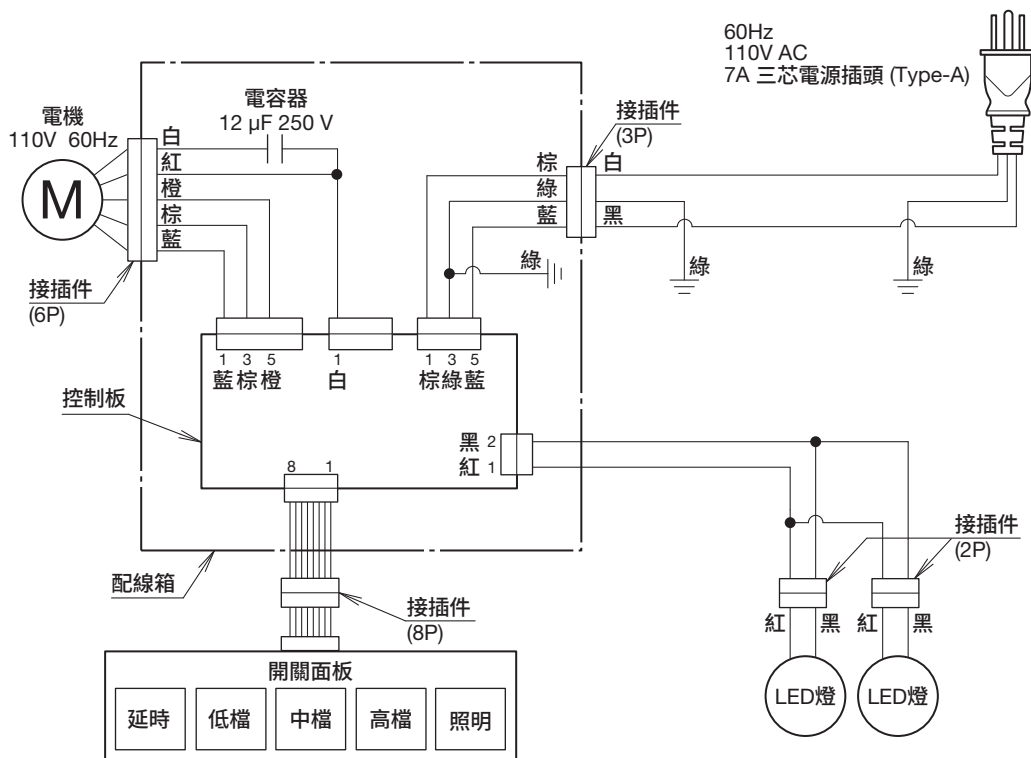 60Hz
110V AC
7A 三芯電源插頭 (Type-A)
電機
110V 60Hz
電容器
12 μF 250 V
接插件
(3P)
白
紅
橙
棕
藍
棕
綠
藍
白
黑
綠
綠
綠
接插件
(6P)
1 3 5
藍 棕 橙
1
白
1 3 5
棕 綠 藍
控制板
黑 2
紅 1
8 1
配線箱
接插件
(8P)
接插件
(2P)
紅 黑 紅 黑
LED燈 LED燈
開關面板
延時 低檔 中檔 高檔 照明
M